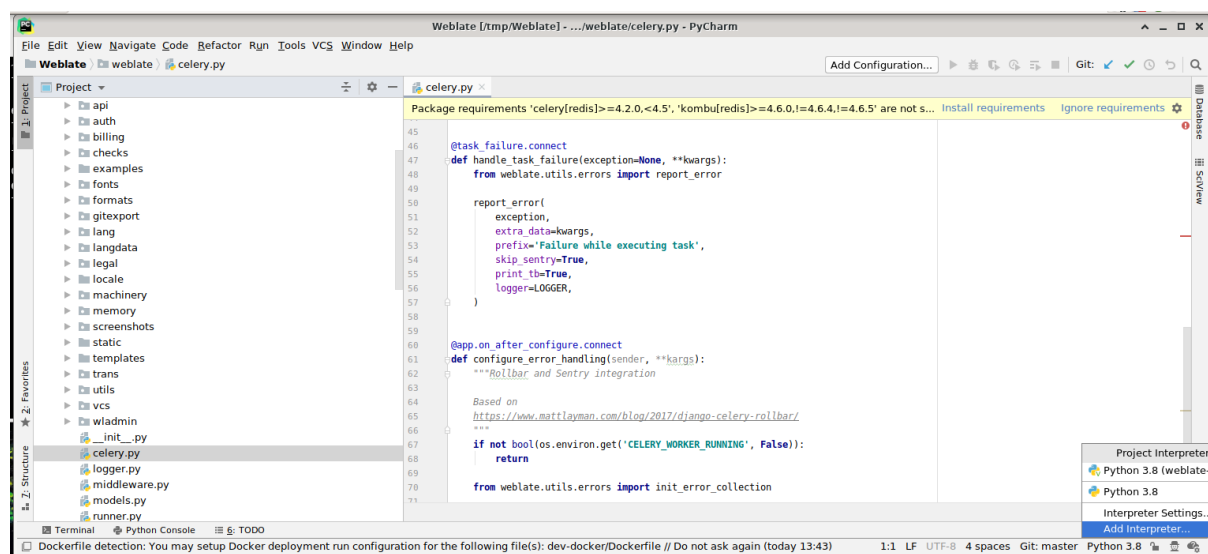 Weblate [/tmp/Weblate] - .../weblate/celery.py - PyCharm
File Edit View Navigate Code Refactor Run Tools VCS Window Help
Weblate weblate celery.py Add Configuration... Git:
1: Project
Project
celery.py
api
auth
billing
checks
examples
fonts
formats
gitexport
lang
langdata
legal
locale
machinery
memory
screenshots
static
templates
trans
utils
vcs
wladmin
__init__.py
celery.py
logger.py
middleware.py
models.py
runner.py
2: Favorites
Z: Structure
Package requirements 'celery[redis]>=4.2.0,<4.5', 'kombu[redis]>=4.6.0,!=4.6.4,!=4.6.5' are not s... Install requirements Ignore requirements
45
46 @task_failure.connect
47 def handle_task_failure(exception=None, **kwargs):
48 from weblate.utils.errors import report_error
49
50 report_error(
51 exception,
52 extra_data=kwargs,
53 prefix='Failure while executing task',
54 skip_sentry=True,
55 print_tb=True,
56 logger=LOGGER,
57 )
58
59
60 @app.on_after_configure.connect
61 def configure_error_handling(sender, **kargs):
62 """Rollbar and Sentry integration
63
64 Based on
65 https://www.mattlayman.com/blog/2017/django-celery-rollbar/
66 """
67 if not bool(os.environ.get('CELERY_WORKER_RUNNING', False)):
68 return
69
70 from weblate.utils.errors import init_error_collection
71
Database
SciView
Project Interpreter
Python 3.8 (weblate-
Python 3.8
Interpreter Settings..
Add Interpreter...
Terminal Python Console 6: TODO
Dockerfile detection: You may setup Docker deployment run configuration for the following file(s): dev-docker/Dockerfile // Do not ask again (today 13:43) 1:1 LF UTF-8 4 spaces Git: master Python 3.8